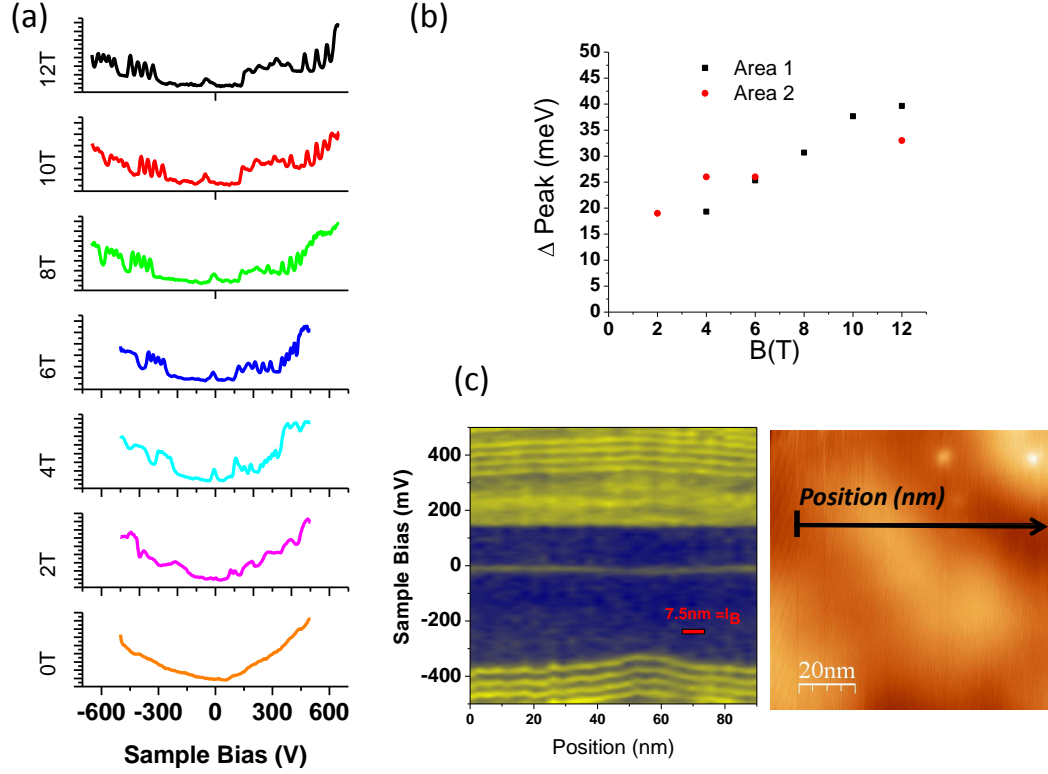 (a)
12T
10T
8T
6T
4T
2T
0T
-600 -300 0 300 600
Sample Bias (V)
(b)
50
45
40
35
30
25
20
15
10
5
0
Δ Peak (meV)
Area 1
Area 2
0 2 4 6 8 10 12
B(T)
(c)
400
200
0
-200
-400
Sample Bias (mV)
7.5nm =lB
0 20 40 60 80
Position (nm)
Position (nm)
20nm